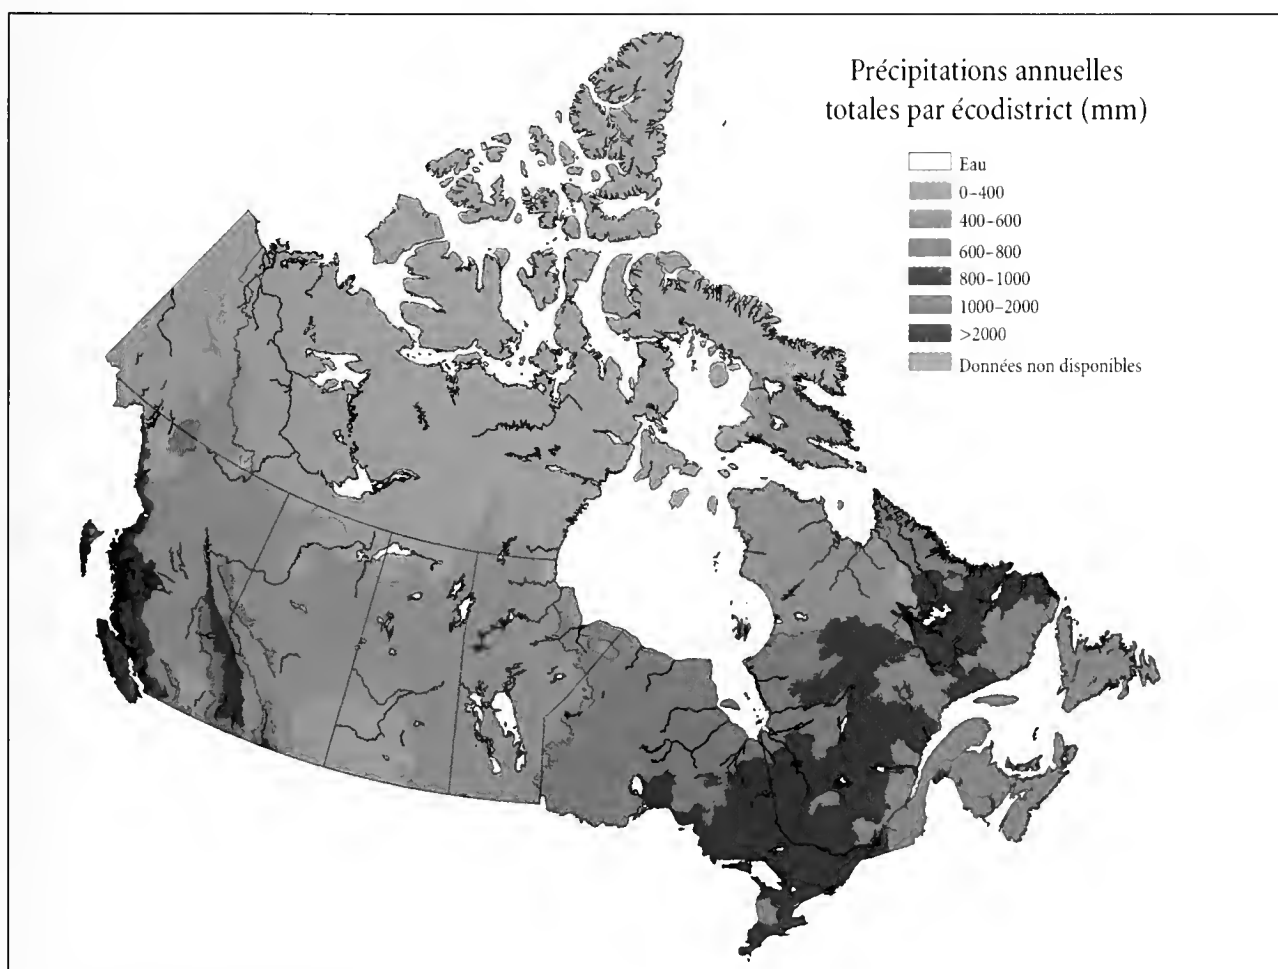 Précipitations annuelles
totales par écodistrict (mm)
Eau
0–400
400–600
600–800
800–1000
1000–2000
>2000
Données non disponibles